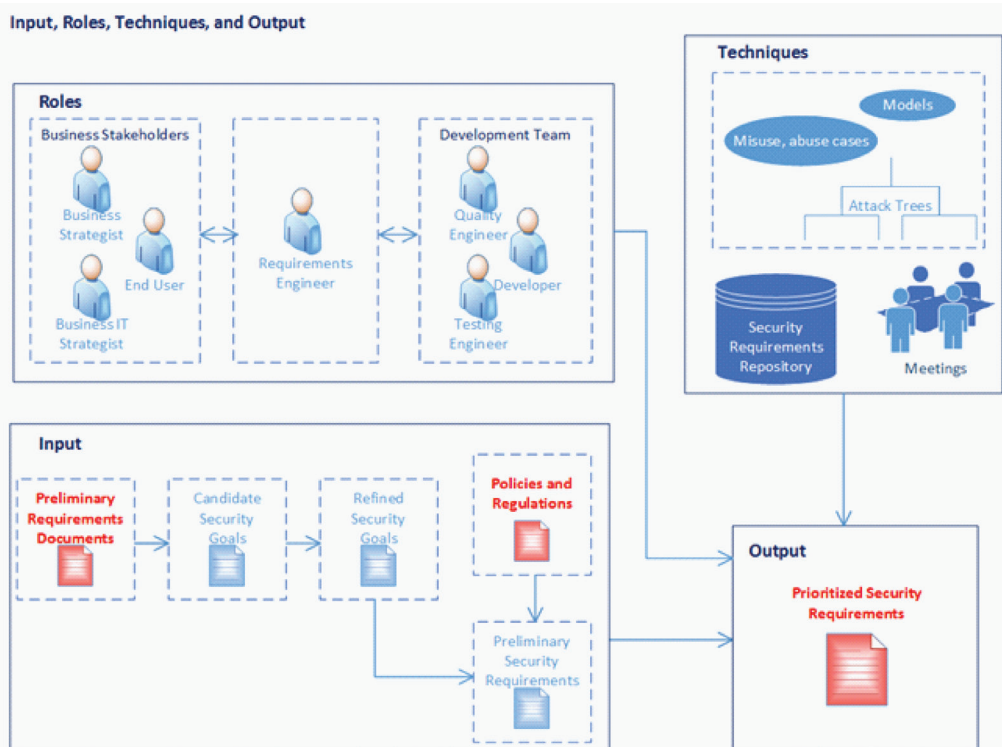 Input, Roles, Techniques, and Output
Roles
Business Stakeholders
Business
Strategist
End User
Business IT
Strategist
Requirements
Engineer
Development Team
Quality
Engineer
Developer
Testing
Engineer
Techniques
Models
Misuse, abuse cases
Attack Trees
Security
Requirements
Repository
Meetings
Input
Preliminary
Requirements
Documents
Candidate
Security
Goals
Refined
Security
Goals
Policies and
Regulations
Preliminary
Security
Requirements
Output
Prioritized Security
Requirements